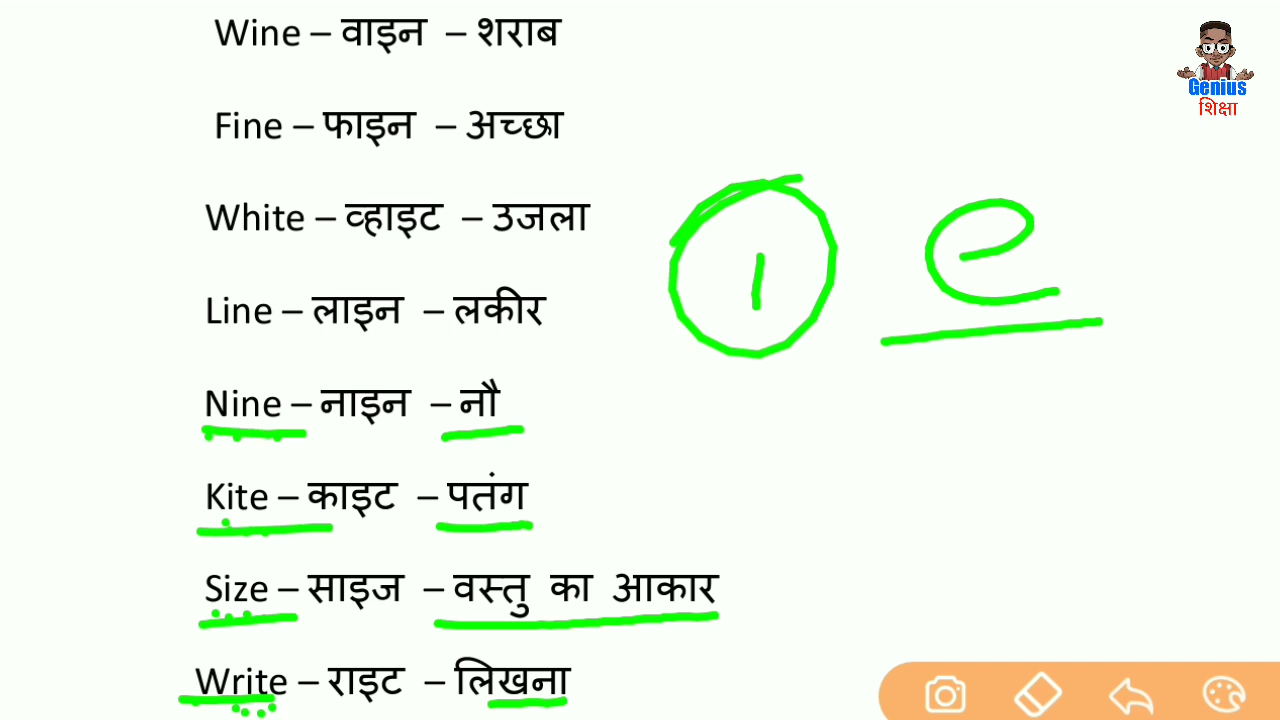 Wine – वाइन – शराब
Genius
शिक्षा
Fine – फाइन – अच्छा
White – व्हाइट – उजला
Line – लाइन – लकीर
ı e
Nine – नाइन – नौ
Kite – काइट – पतंग
Size – साइज – वस्तु का आकार
Write – राइट – लिखना